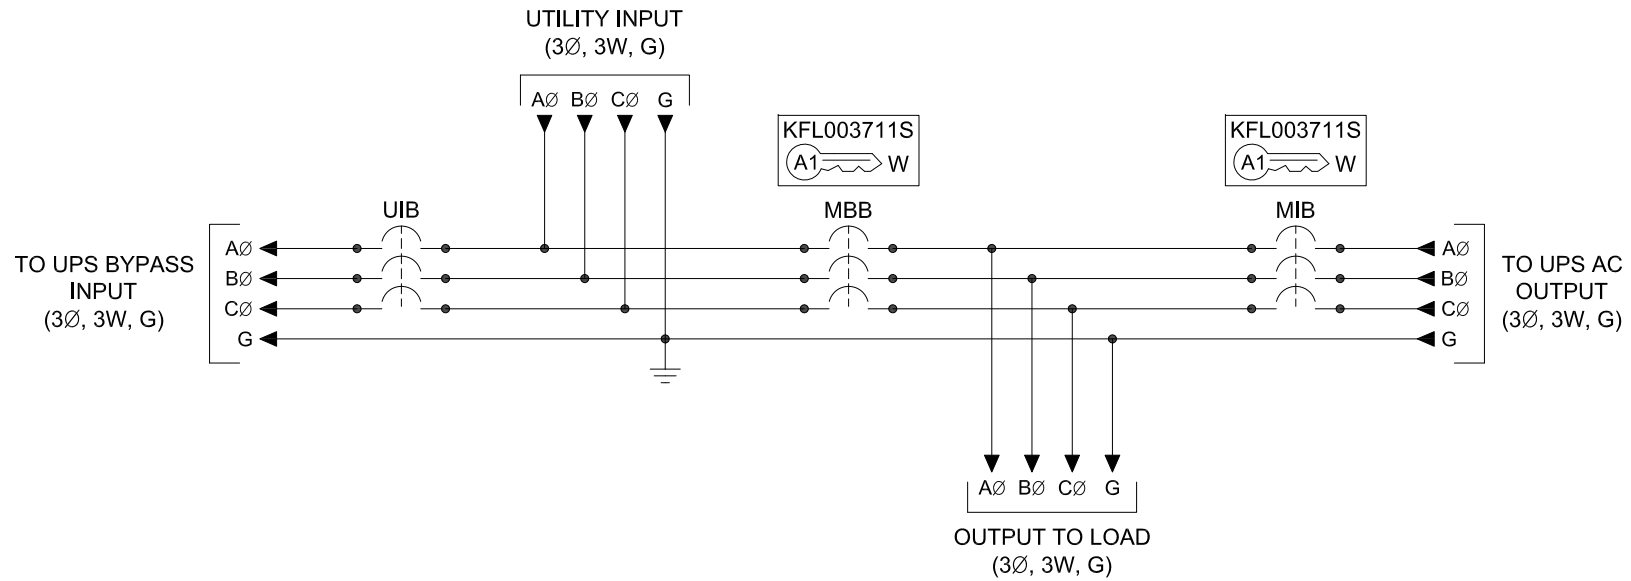 UTILITY INPUT
(3Ø, 3W, G)
AØ BØ CØ G
KFL003711S
A1 W
KFL003711S
A1 W
UIB
MBB
MIB
TO UPS BYPASS
INPUT
(3Ø, 3W, G)
AØ
BØ
CØ
G
AØ
BØ
CØ
G
TO UPS AC
OUTPUT
(3Ø, 3W, G)
AØ BØ CØ G
OUTPUT TO LOAD
(3Ø, 3W, G)